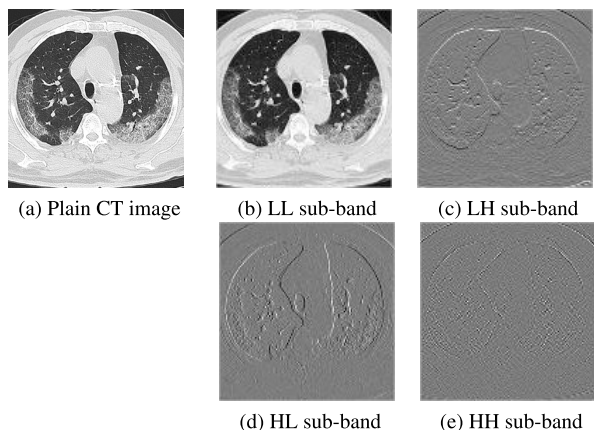 (a) Plain CT image
(b) LL sub-band
(c) LH sub-band
(d) HL sub-band
(e) HH sub-band